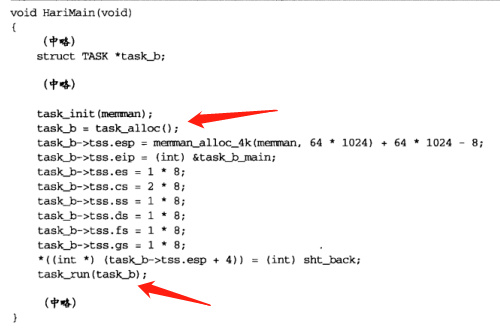 void HariMain(void)
{
(中略)
struct TASK *task_b;
(中略)
task_init(memman);
task_b = task_alloc();
task_b->tss.esp = memman_alloc_4k(memman, 64 * 1024) + 64 * 1024 - 8;
task_b->tss.eip = (int) &task_b_main;
task_b->tss.es = 1 * 8;
task_b->tss.cs = 2 * 8;
task_b->tss.ss = 1 * 8;
task_b->tss.ds = 1 * 8;
task_b->tss.fs = 1 * 8;
task_b->tss.gs = 1 * 8;
*((int *) (task_b->tss.esp + 4)) = (int) sht_back;
task_run(task_b);
(中略)
}